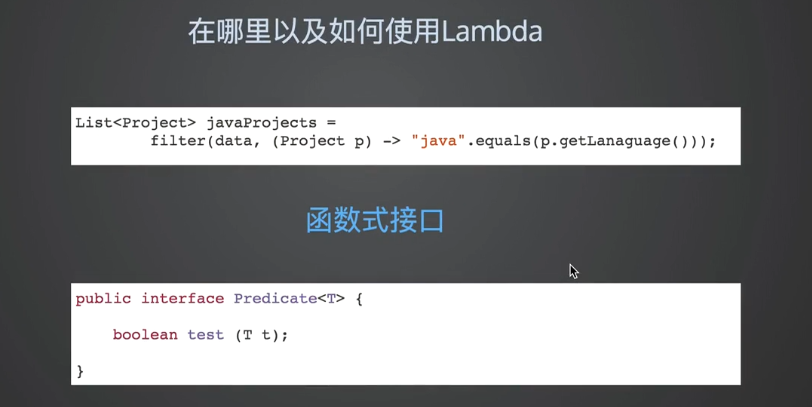 在哪里以及如何使用Lambda
List<Project> javaProjects =
filter(data, (Project p) -> "java".equals(p.getLanaguage()));
函数式接口
public interface Predicate<T> {
boolean test (T t);
}